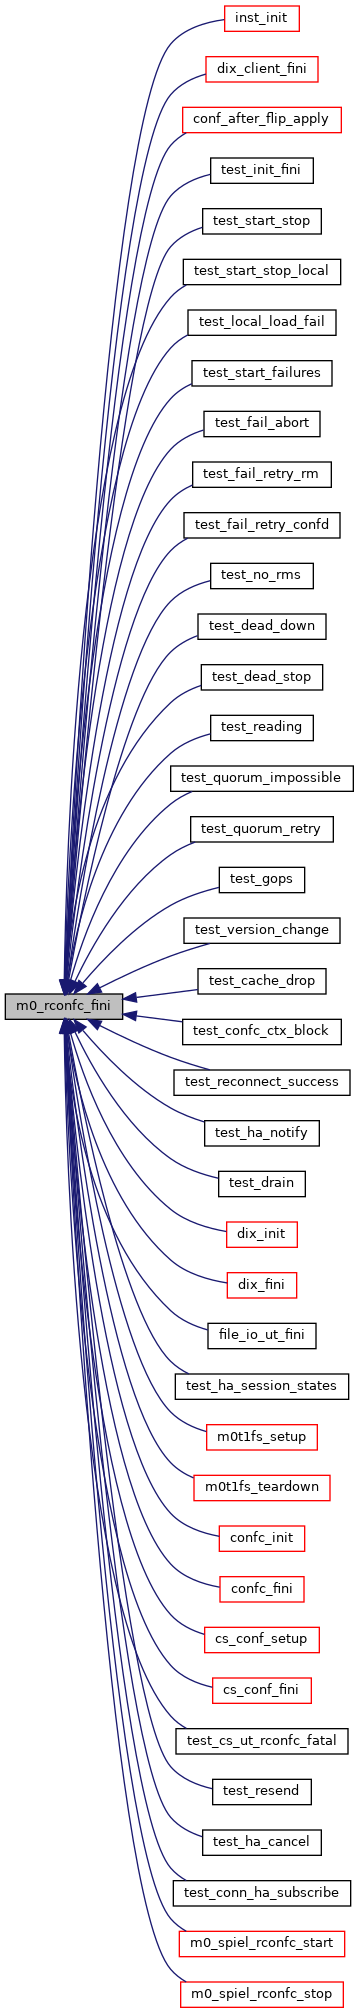 inst_init
dix_client_fini
conf_after_flip_apply
test_init_fini
test_start_stop
test_start_stop_local
test_local_load_fail
test_start_failures
test_fail_abort
test_fail_retry_rm
test_fail_retry_confd
test_no_rms
test_dead_down
test_dead_stop
test_reading
test_quorum_impossible
test_quorum_retry
test_gops
test_version_change
test_cache_drop
m0_rconfc_fini
test_confc_ctx_block
test_reconnect_success
test_ha_notify
test_drain
dix_init
dix_fini
file_io_ut_fini
test_ha_session_states
m0t1fs_setup
m0t1fs_teardown
confc_init
confc_fini
cs_conf_setup
cs_conf_fini
test_cs_ut_rconfc_fatal
test_resend
test_ha_cancel
test_conn_ha_subscribe
m0_spiel_rconfc_start
m0_spiel_rconfc_stop